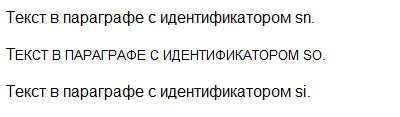 Текст в параграфе с идентификатором sn.
Текст в параграфе с идентификатором so.
Текст в параграфе с идентификатором si.